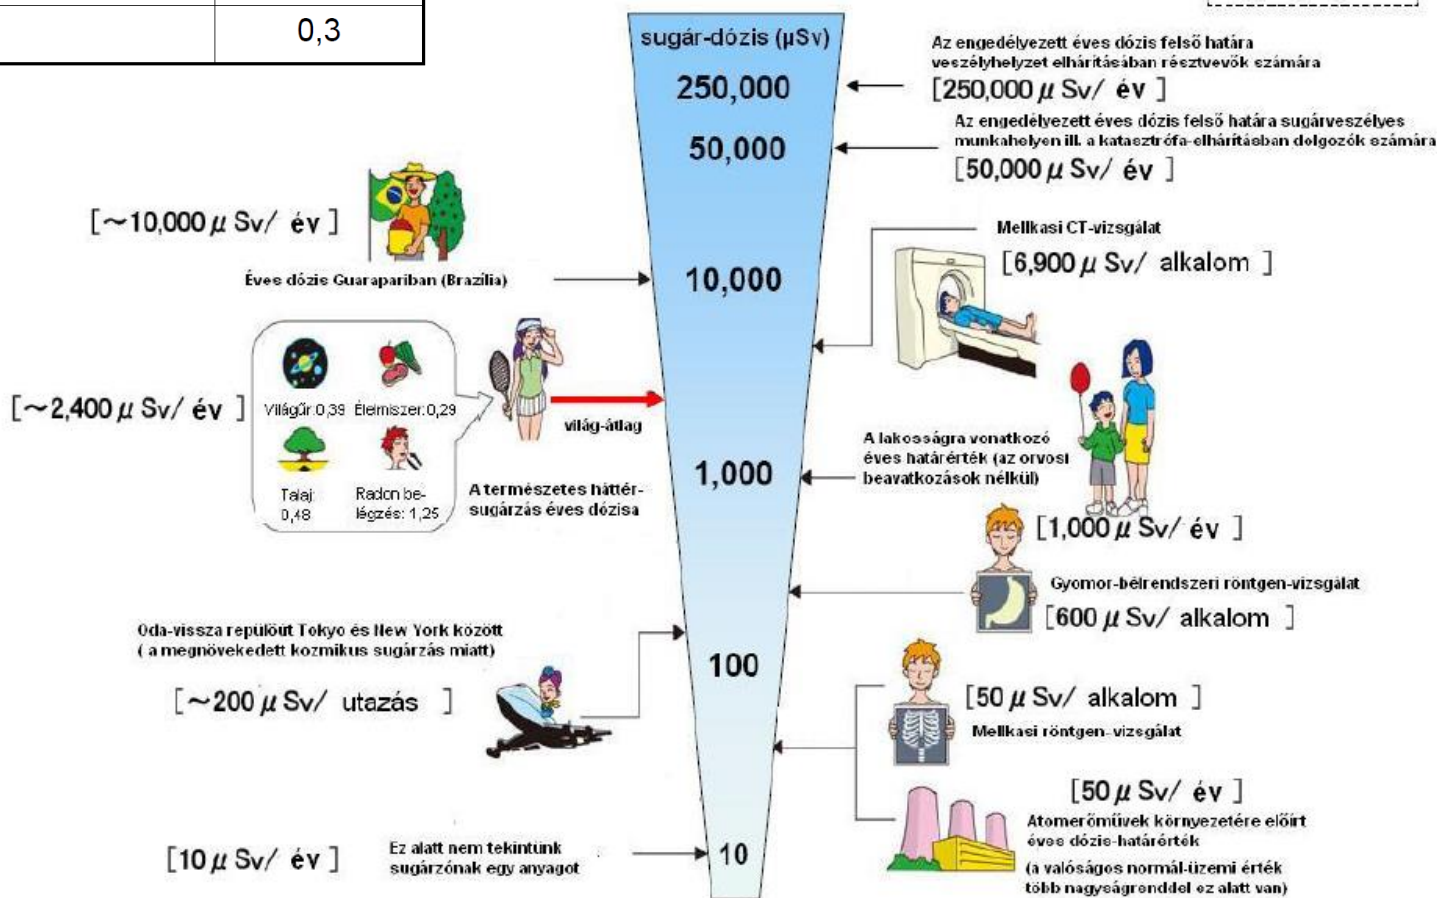 0,3
sugár-dózis (μSv)
250,000
50,000
10,000
1,000
100
10
Az engedélyezett éves dózis felső határa
veszélyhelyzet elhárításában résztvevők számára
[250,000 μ Sv/ év ]
Az engedélyezett éves dózis felső határa sugárveszélyes
munkahelyen ill. a katasztrófa-elhárításban dolgozók számára
[50,000 μ Sv/ év ]
[~10,000 μ Sv/ év ]
Éves dózis Guarapariban (Brazília)
Mellkasi CT-vizsgálat
[6,900 μ Sv/ alkalom ]
[~2,400 μ Sv/ év ]
Világűr:0,39 Élelmiszer:0,29
Talaj:
0,48
Radon be-
légzés: 1,25
világ-átlag
A természetes háttér-
sugárzás éves dózisa
A lakosságra vonatkozó
éves határérték (az orvosi
beavatkozások nélkül)
[1,000 μ Sv/ év ]
Gyomor-bélrendszeri röntgen-vizsgálat
[600 μ Sv/ alkalom ]
Oda-vissza repülőút Tokyo és New York között
( a megnövekedett kozmikus sugárzás miatt)
[~200 μ Sv/ utazás ]
[50 μ Sv/ alkalom ]
Mellkasi röntgen-vizsgálat
[50 μ Sv/ év ]
Atomerőművek környezetére előírt
éves dózis-határérték
(a valóságos normál-üzemi érték
több nagyságrenddel ez alatt van)
[10 μ Sv/ év ]
Ez alatt nem tekintünk
sugárzónak egy anyagot